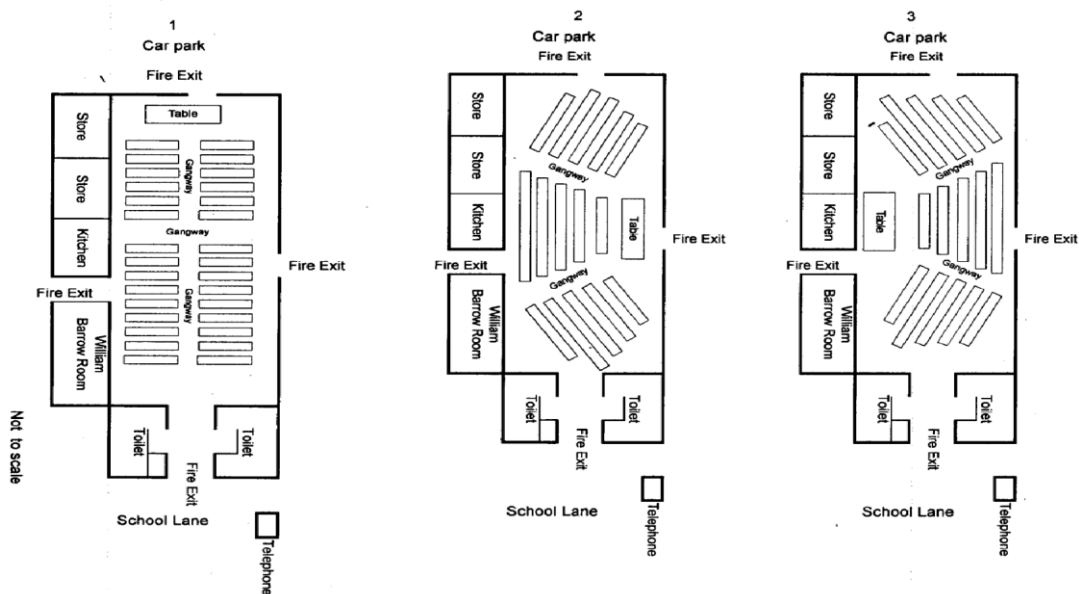 1
Car park
Fire Exit
Table
Store
Store
Kitchen
Gangway
Gangway
Gangway
Fire Exit
Fire Exit
William
Barrow Room
Toilet
Toilet
Fire Exit
School Lane
Telephone
Not to scale
2
Car park
Fire Exit
Store
Store
Kitchen
Gangway
Tabe
Gangway
Fire Exit
Fire Exit
William
Barrow Room
Toilet
Toilet
Fire Exit
School Lane
Telephone
3
Car park
Fire Exit
Store
Store
Kitchen
Gangway
Table
Gangway
Fire Exit
Fire Exit
William
Barrow Room
Toilet
Toilet
Fire Exit
School Lane
Telephone